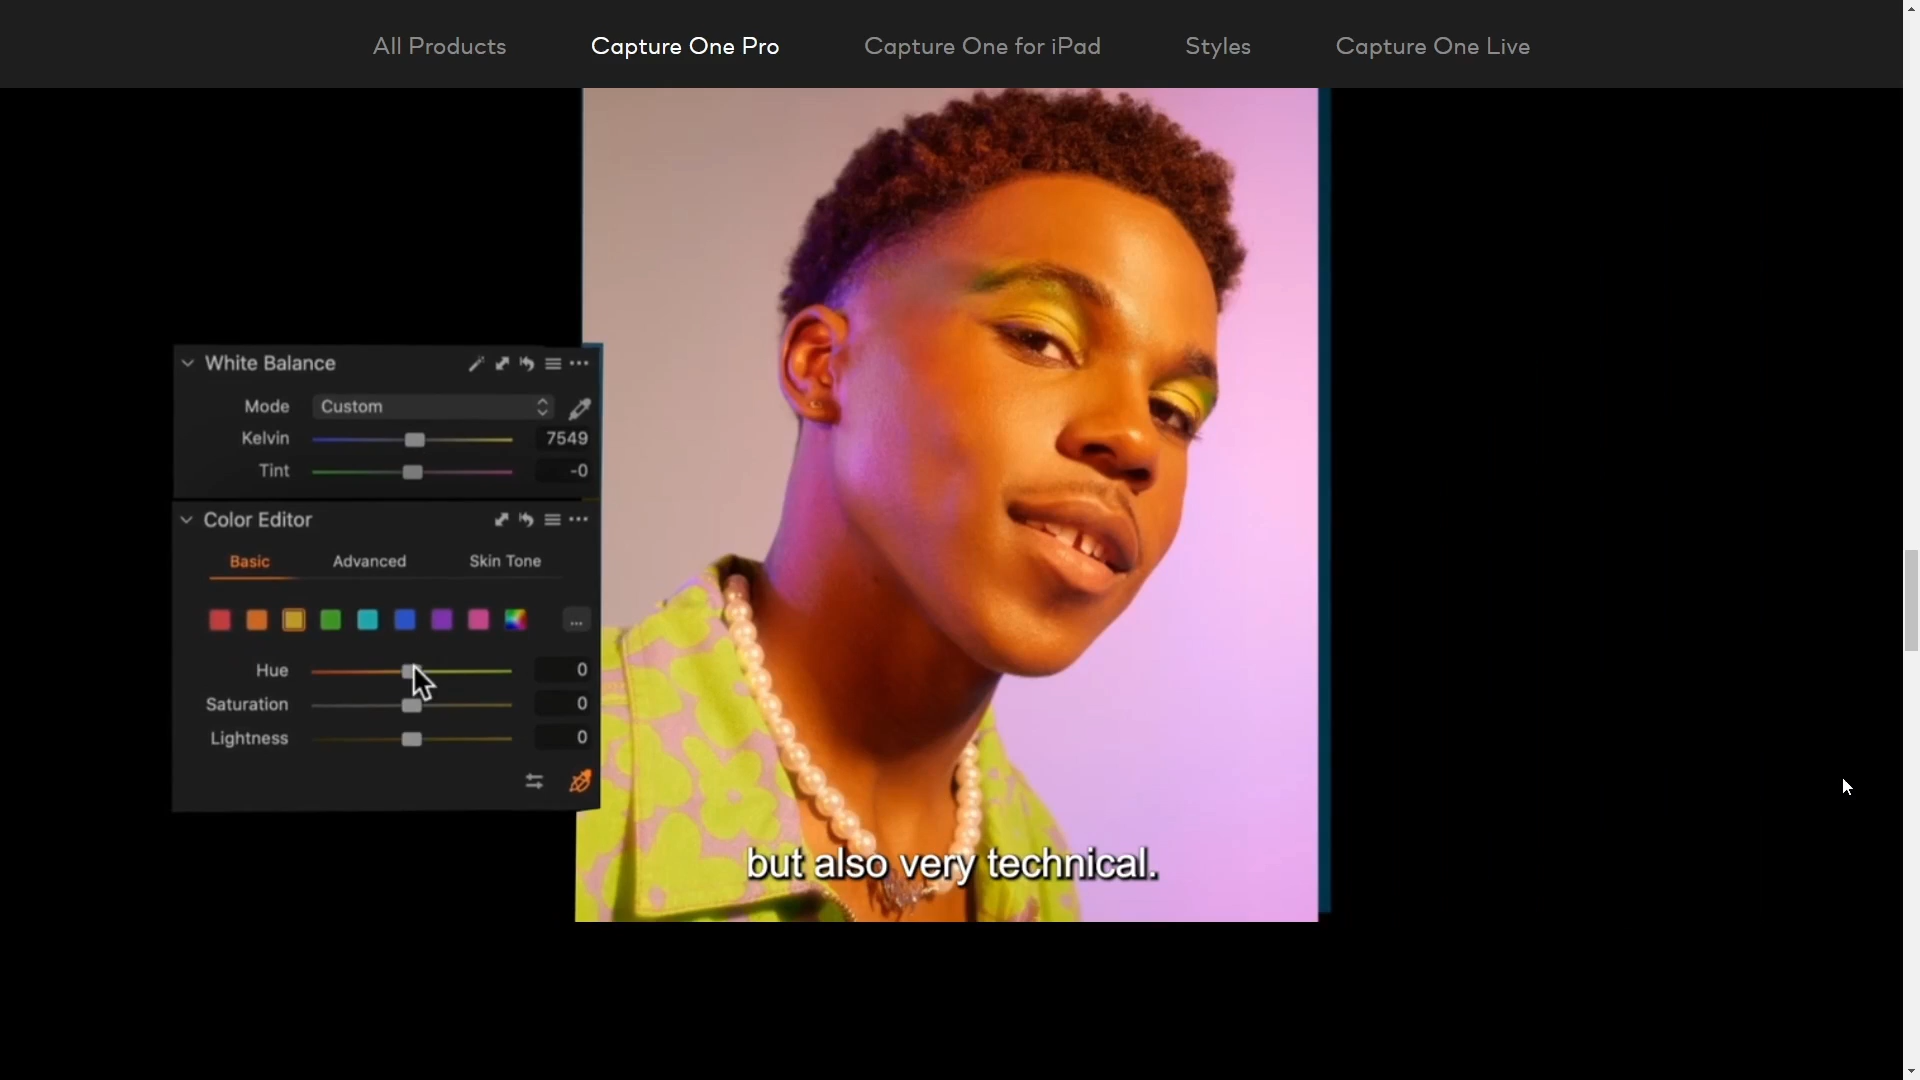 All Products Capture One Pro Capture One for iPad Styles Capture One Live
White Balance
Mode Custom
Kelvin 7549
Tint -0
Color Editor
Basic Advanced Skin Tone
...
Hue 0
Saturation 0
Lightness 0
but also very technical.